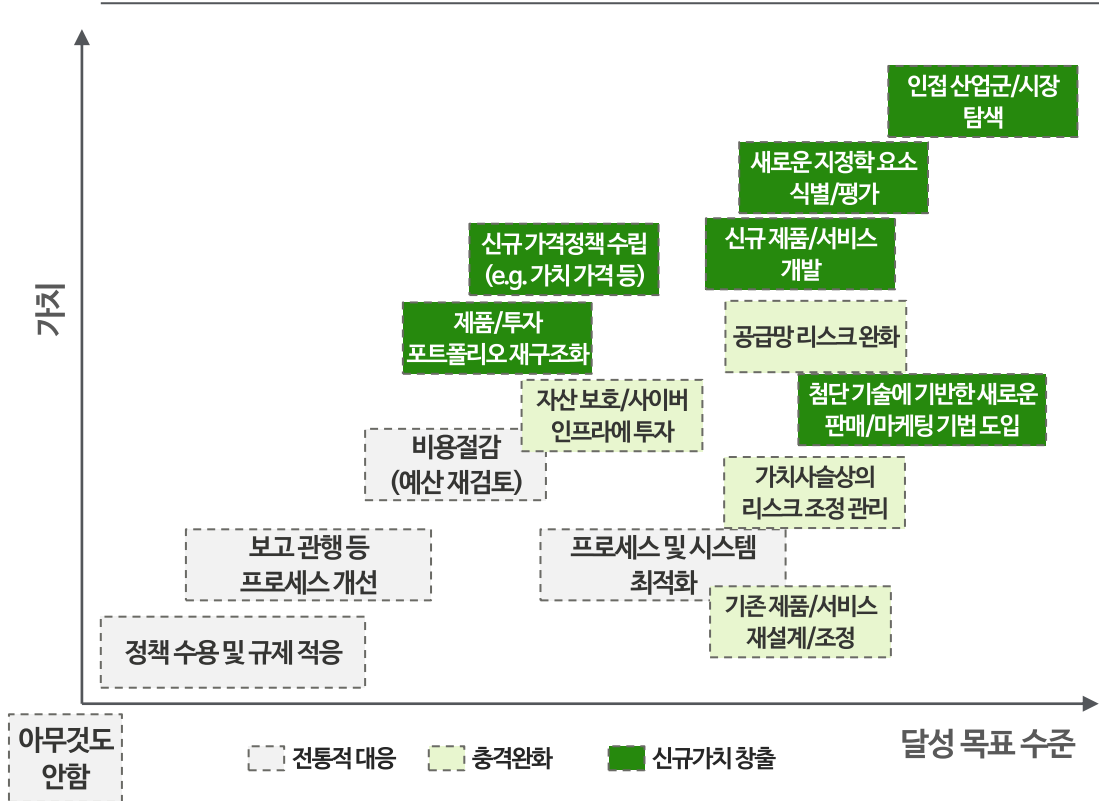 인접 산업군/시장
탐색
새로운 지정학 요소
식별/평가
신규 가격정책 수립
(e.g. 가치 가격 등)
신규 제품/서비스
개발
가치
제품/투자
포트폴리오 재구조화
공급망 리스크 완화
자산 보호/사이버
인프라에 투자
첨단 기술에 기반한 새로운
판매/마케팅 기법 도입
비용절감
(예산 재검토)
가치사슬상의
리스크 조정 관리
보고 관행 등
프로세스 개선
프로세스 및 시스템
최적화
기존 제품/서비스
재설계/조정
정책 수용 및 규제 적응
아무것도
안함
전통적 대응
충격완화
신규가치 창출
달성 목표 수준